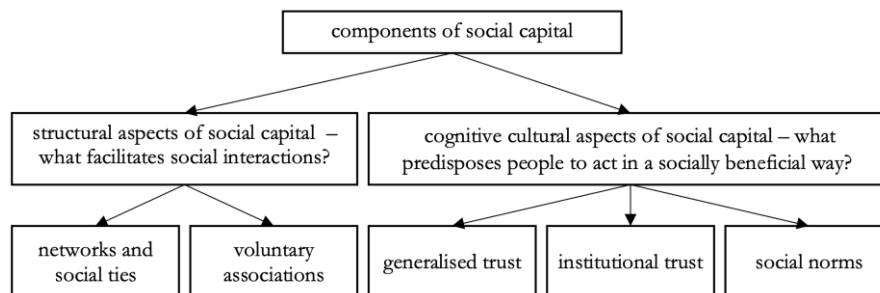 components of social capital
structural aspects of social capital –
what facilitates social interactions?
cognitive cultural aspects of social capital – what
predisposes people to act in a socially beneficial way?
networks and
social ties
voluntary
associations
generalised trust
institutional trust
social norms